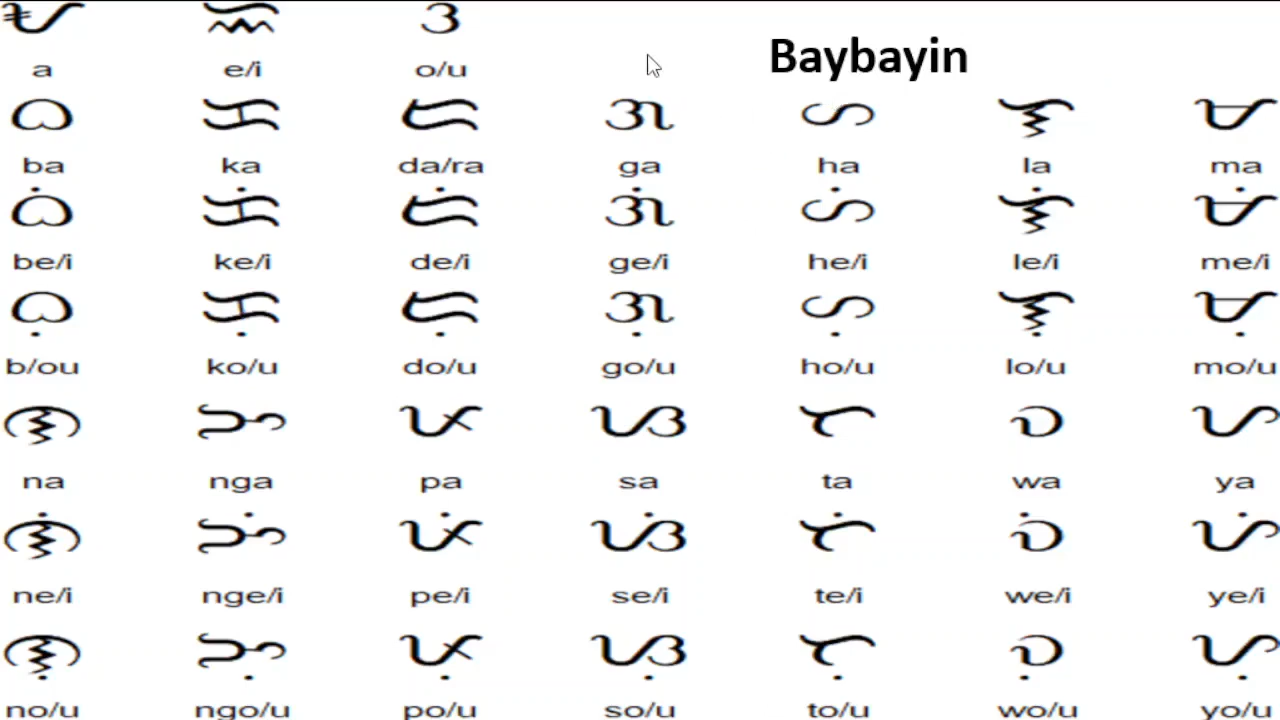 ᜀ ᜁ ᜂ
a e/i o/u
Baybayin
ᜊ ᜃ ᜇ ᜄ ᜑ ᜎ ᜋ
ba ka da/ra ga ha la ma
ᜊᜒ ᜃᜒ ᜇᜒ ᜄᜒ ᜑᜒ ᜎᜒ ᜋᜒ
be/i ke/i de/i ge/i he/i le/i me/i
ᜊᜓ ᜃᜓ ᜇᜓ ᜄᜓ ᜑᜓ ᜎᜓ ᜋᜓ
b/ou ko/u do/u go/u ho/u lo/u mo/u
ᜈ ᜅ ᜉ ᜐ ᜆ ᜏ ᜌ
na nga pa sa ta wa ya
ᜈᜒ ᜅᜒ ᜉᜒ ᜐᜒ ᜆᜒ ᜏᜒ ᜌᜒ
ne/i nge/i pe/i se/i te/i we/i ye/i
ᜈᜓ ᜅᜓ ᜉᜓ ᜐᜓ ᜆᜓ ᜏᜓ ᜌᜓ
no/u ngo/u po/u so/u to/u wo/u yo/u